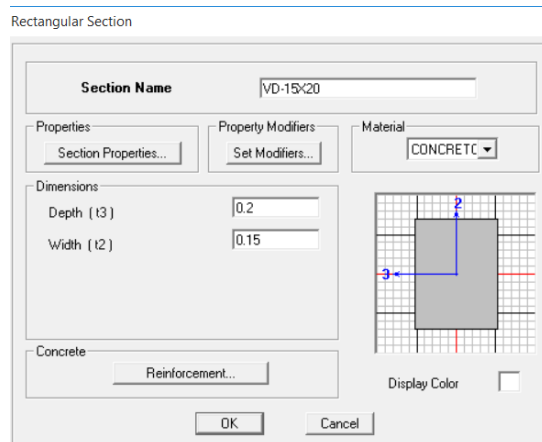 Rectangular Section
Section Name VD-15X20
Properties Property Modifiers Material
Section Properties... Set Modifiers... CONCRETC
Dimensions
Depth ( t3 ) 0.2
Width ( t2 ) 0.15
2
3
Concrete
Reinforcement...
Display Color
OK Cancel